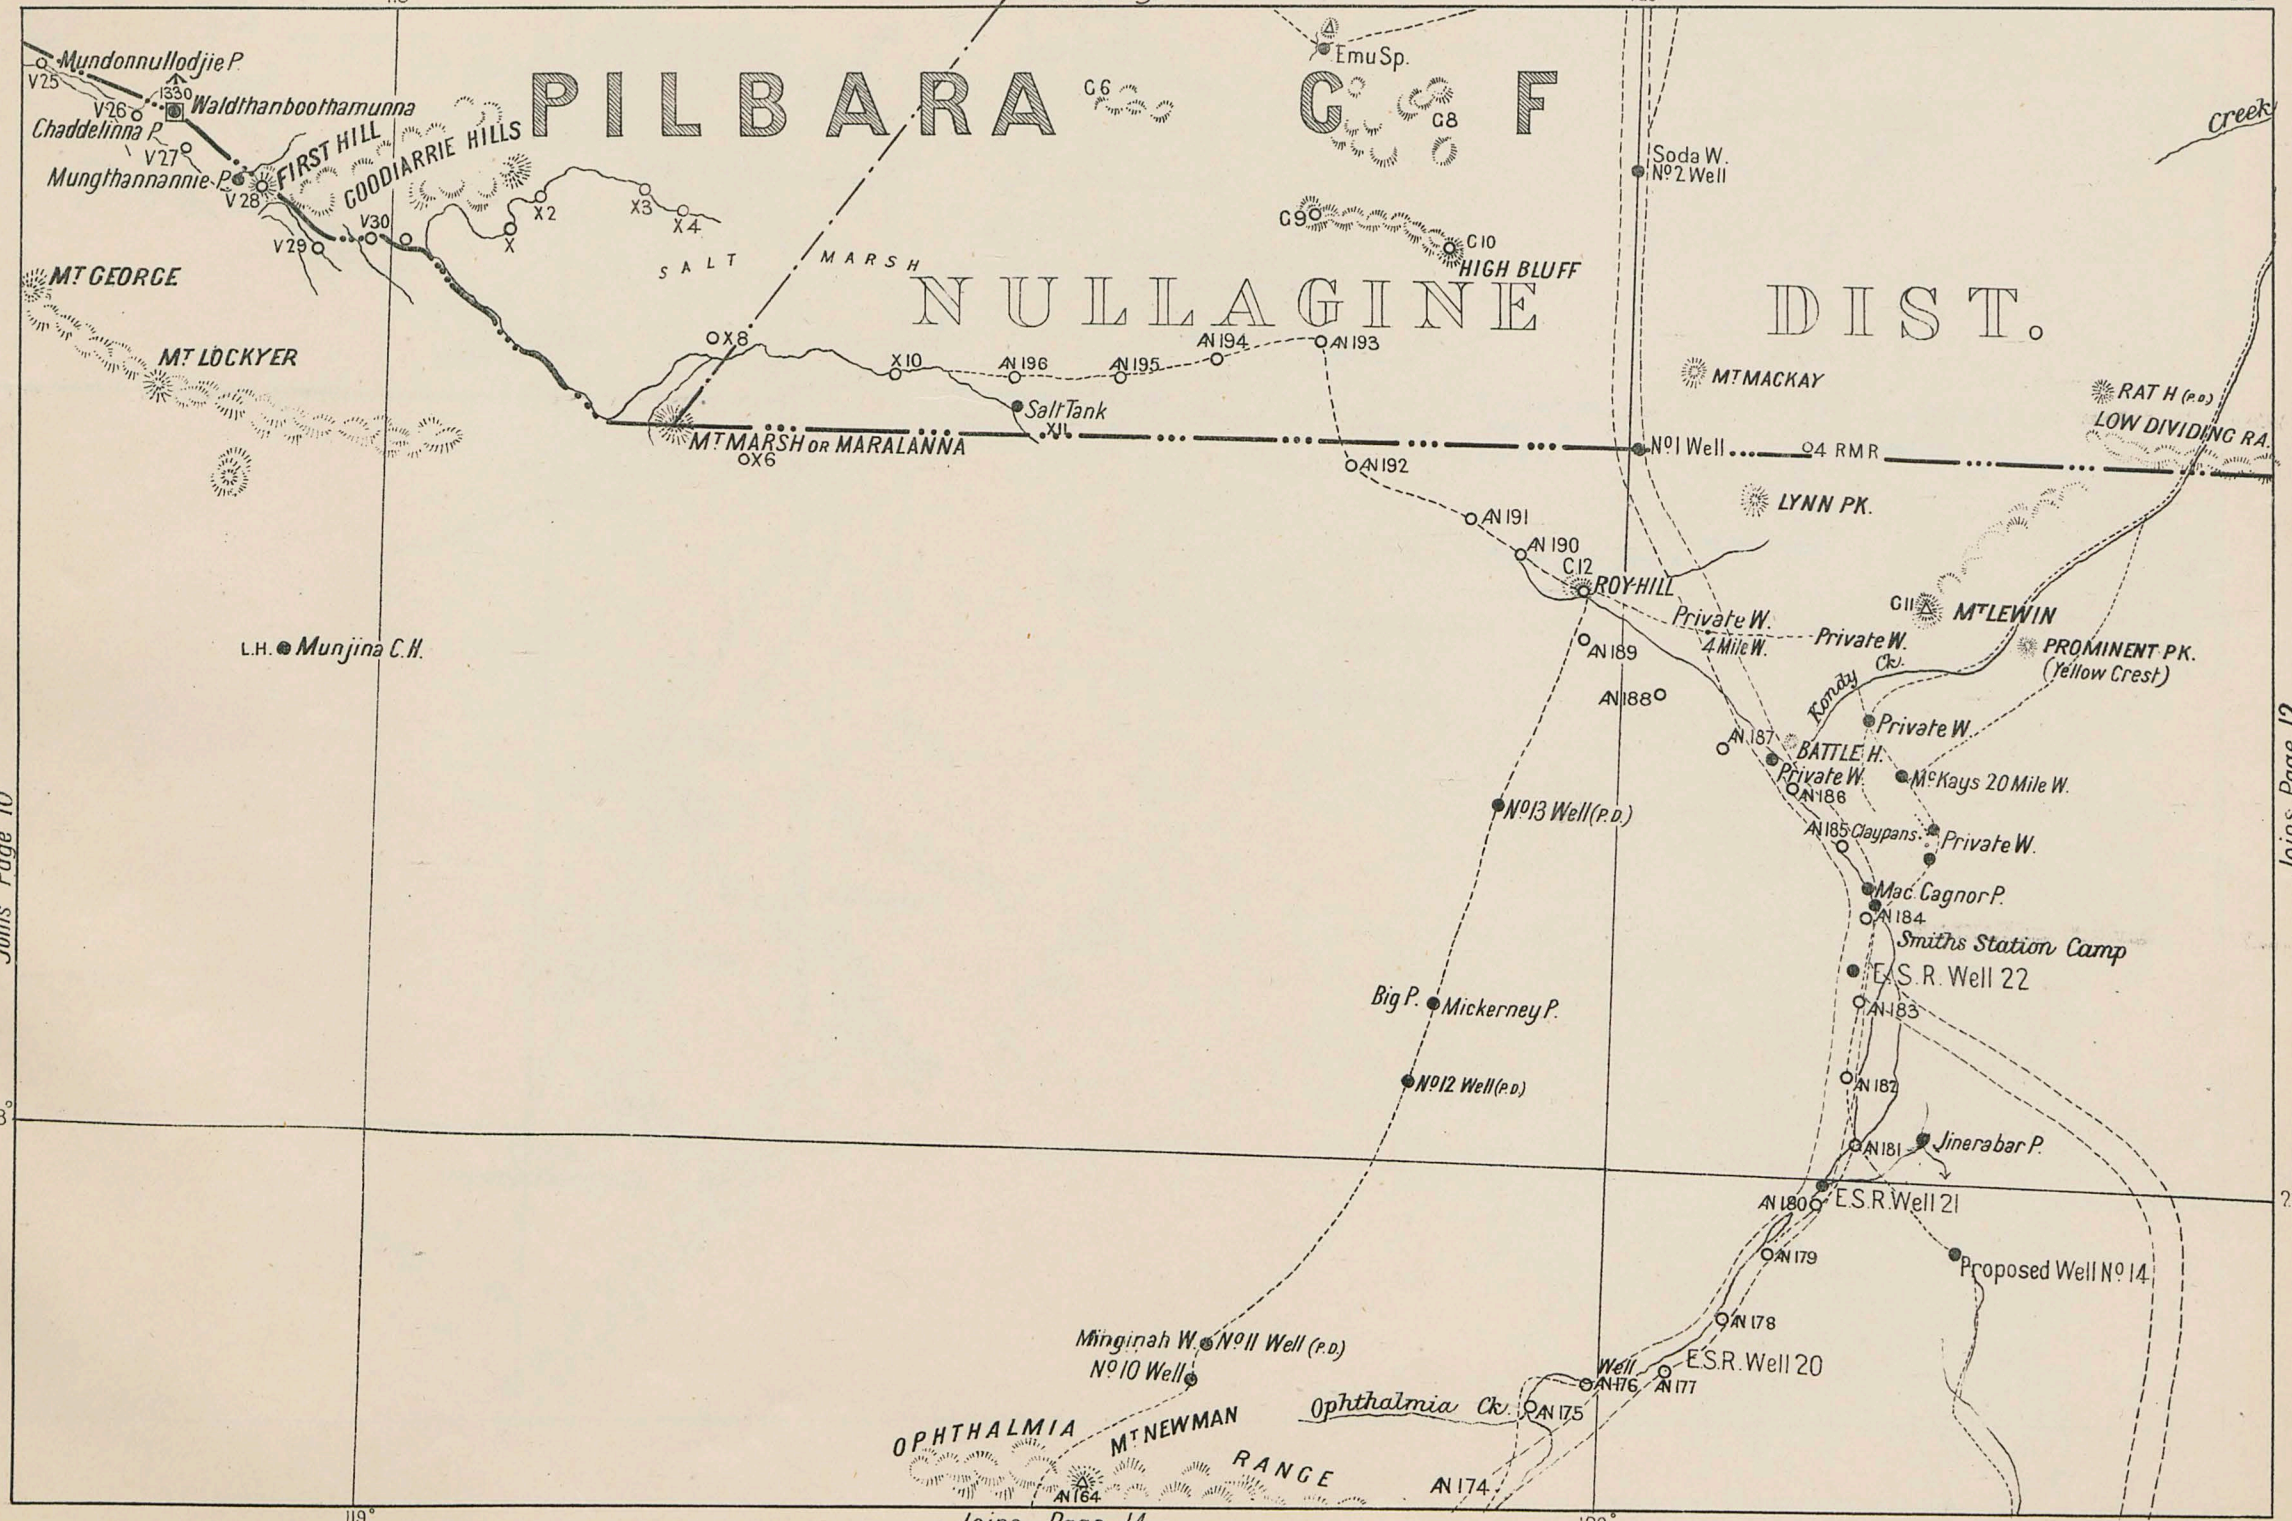 Mundonnullodjie P.
V25
1330
V26
Waldthanboothamunna
Chaddelinna P.
V27
Mungthannannie P.
V28
FIRST HILL
GOODIARRIE HILLS
V29
V30
X
X2
X3
X4
PILBARA G F
Emu Sp.
G6
G8
G9
C10
HIGH BLUFF
Soda W.
No 2 Well
Creek
SALT MARSH
NULLAGINE DIST.
MT GEORGE
MT LOCKYER
X8
X10
AN 196
AN 195
AN 194
AN 193
Salt Tank
XII
MT MARSH OR MARALANNA
X6
AN 192
No 1 Well
4 RMR
MT MACKAY
RAT H (P.D.)
LOW DIVIDING RA.
LYNN PK.
AN 191
AN 190
C12
ROY HILL
Private W.
4 Mile W.
Private W.
C11
MT LEWIN
PROMINENT PK.
(Yellow Crest)
Kondy Ck.
L.H. Munjina C.H.
AN 189
AN 188
AN 187
BATTLE H.
Private W.
Private W.
AN 186
McKays 20 Mile W.
No 13 Well (P.D.)
AN 185
Claypans
Private W.
Mac Cagnor P.
AN 184
Smiths Station Camp
E.S.R. Well 22
AN 183
Big P.
Mickerney P.
No 12 Well (P.D.)
AN 182
AN 181
Jinerabar P.
AN 180
E.S.R. Well 21
AN 179
Proposed Well No 14
AN 178
Minginah W.
No 11 Well (P.D.)
No 10 Well
E.S.R. Well 20
Well
AN 176
AN 177
Ophthalmia Ck.
AN 175
OPHTHALMIA RANGE
MT NEWMAN
AN 164
AN 174
119°
Joins Page 10